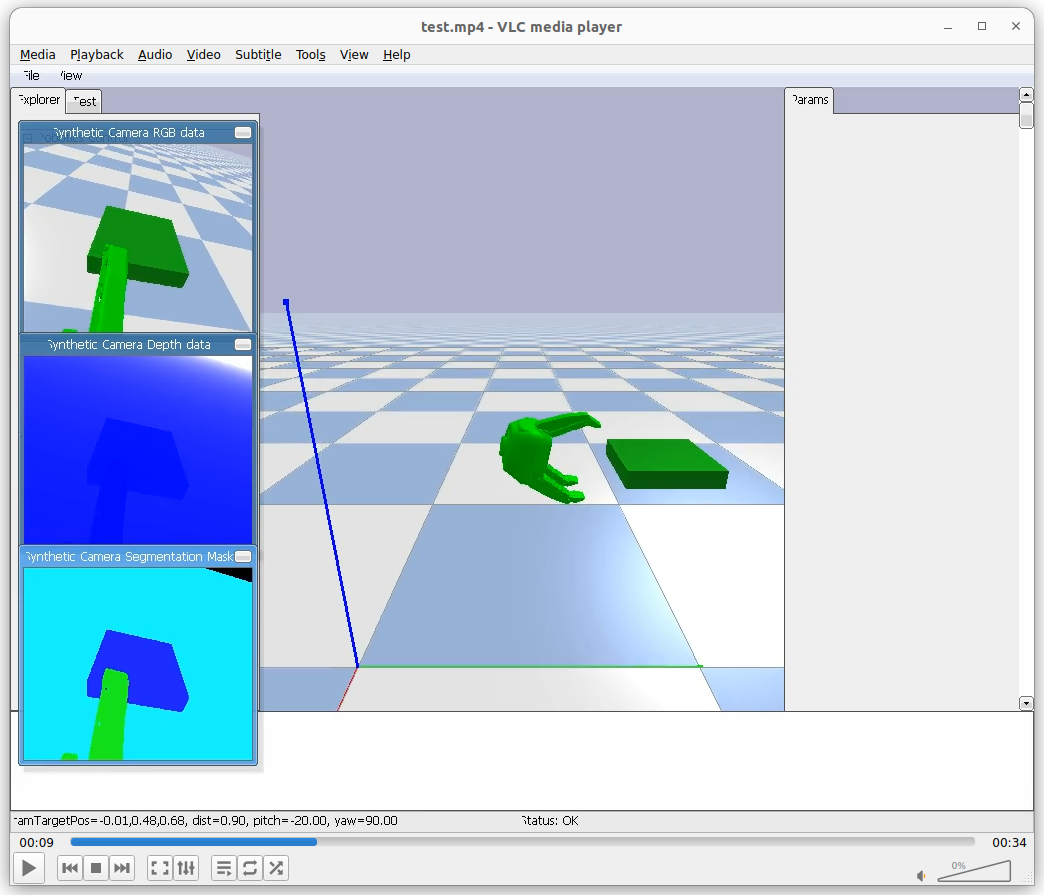 test.mp4 - VLC media player
Media Playback Audio Video Subtitle Tools View Help
File View
Explorer Test Params
Synthetic Camera RGB data
Synthetic Camera Depth data
Synthetic Camera Segmentation Mask
ramTargetPos=-0.01,0.48,0.68, dist=0.90, pitch=-20.00, yaw=90.00 Status: OK
00:09 00:34
0%